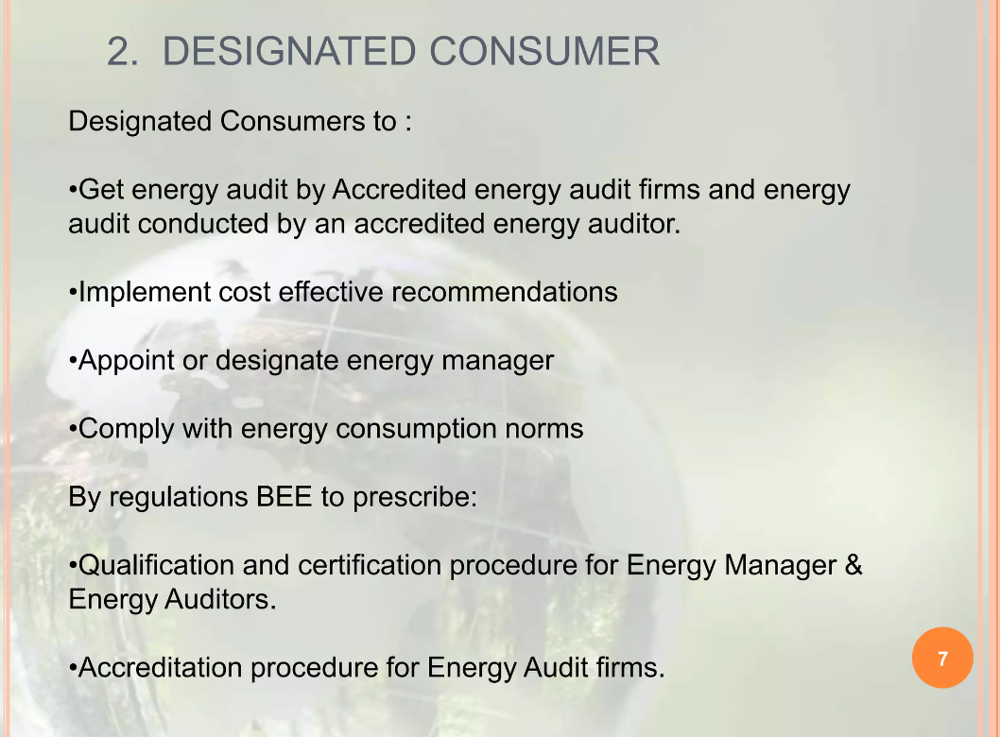 2. DESIGNATED CONSUMER
Designated Consumers to :
•Get energy audit by Accredited energy audit firms and energy
audit conducted by an accredited energy auditor.
•Implement cost effective recommendations
•Appoint or designate energy manager
•Comply with energy consumption norms
By regulations BEE to prescribe:
•Qualification and certification procedure for Energy Manager &
Energy Auditors.
•Accreditation procedure for Energy Audit firms.
7